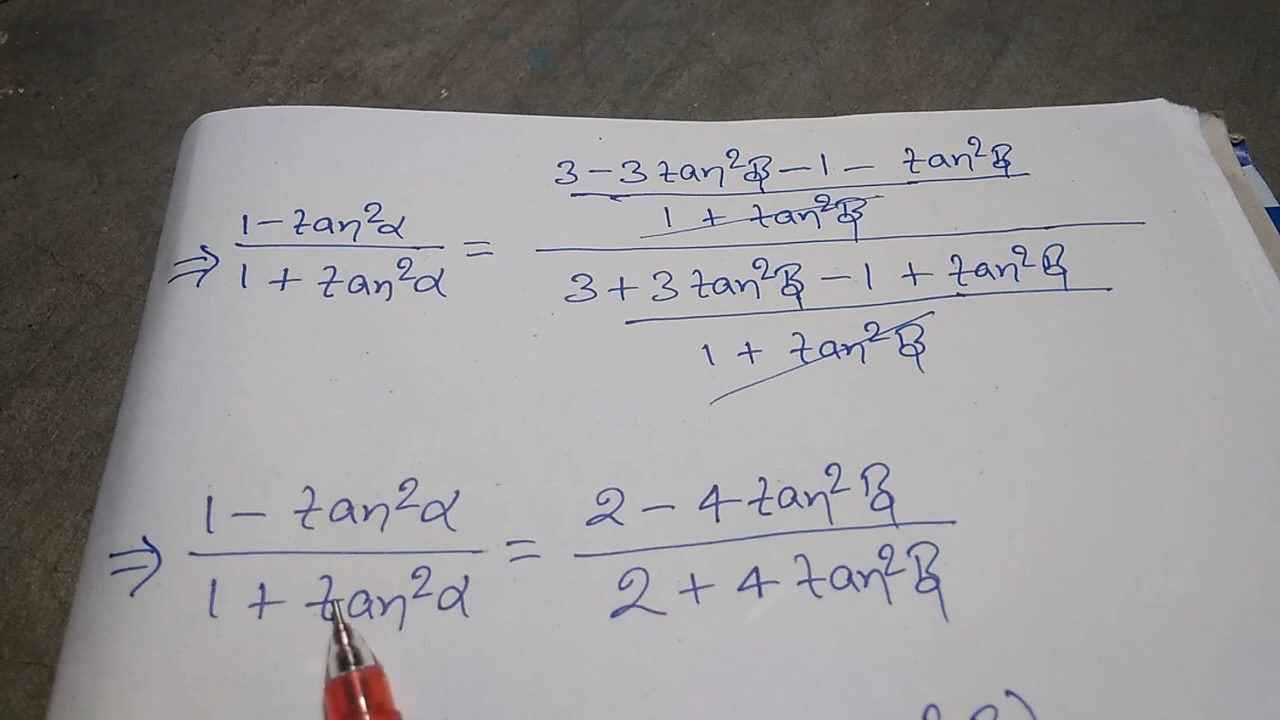 3 - 3 tan²β - 1 - tan²β
1 + tan²β
⇒ 1 - tan²α / 1 + tan²α =
3 + 3 tan²β - 1 + tan²β
1 + tan²β
⇒ 1 - tan²α / 1 + tan²α = 2 - 4 tan²β / 2 + 4 tan²β